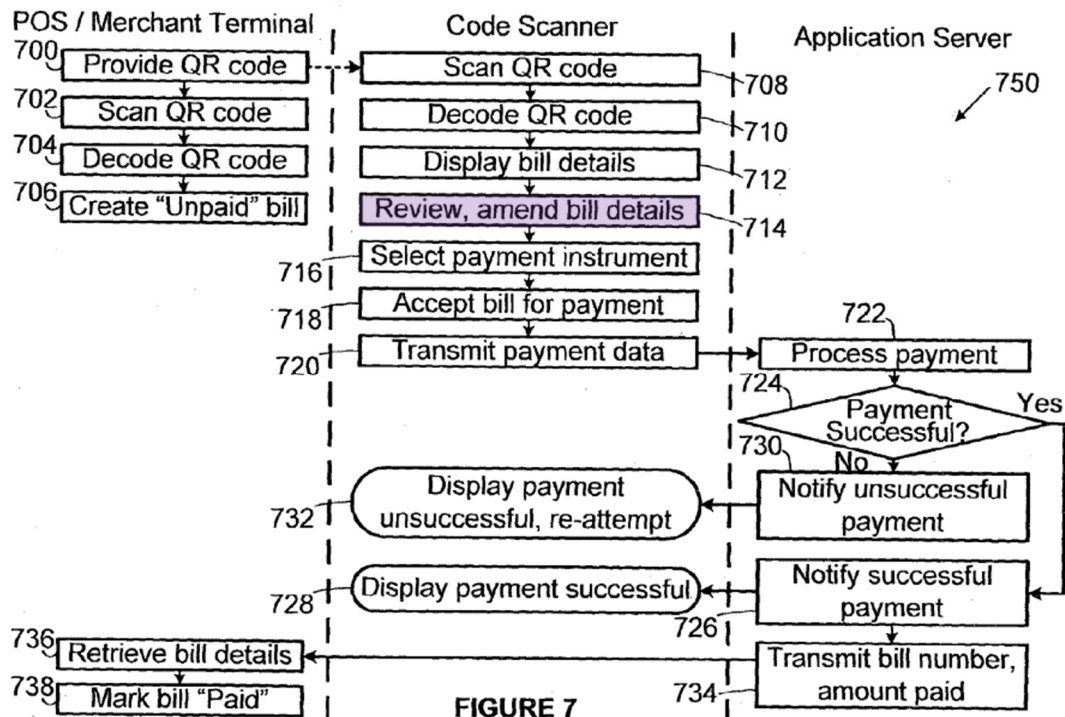 POS / Merchant Terminal
Code Scanner
Application Server
700
Provide QR code
Scan QR code
708
750
702
Scan QR code
Decode QR code
710
704
Decode QR code
Display bill details
712
706
Create “Unpaid” bill
Review, amend bill details
714
716
Select payment instrument
718
Accept bill for payment
722
720
Transmit payment data
Process payment
724
Payment
Successful?
Yes
730
No
732
Display payment
unsuccessful, re-attempt
Notify unsuccessful
payment
728
Display payment successful
Notify successful
payment
726
736
Retrieve bill details
Transmit bill number,
amount paid
734
738
Mark bill “Paid”
FIGURE 7